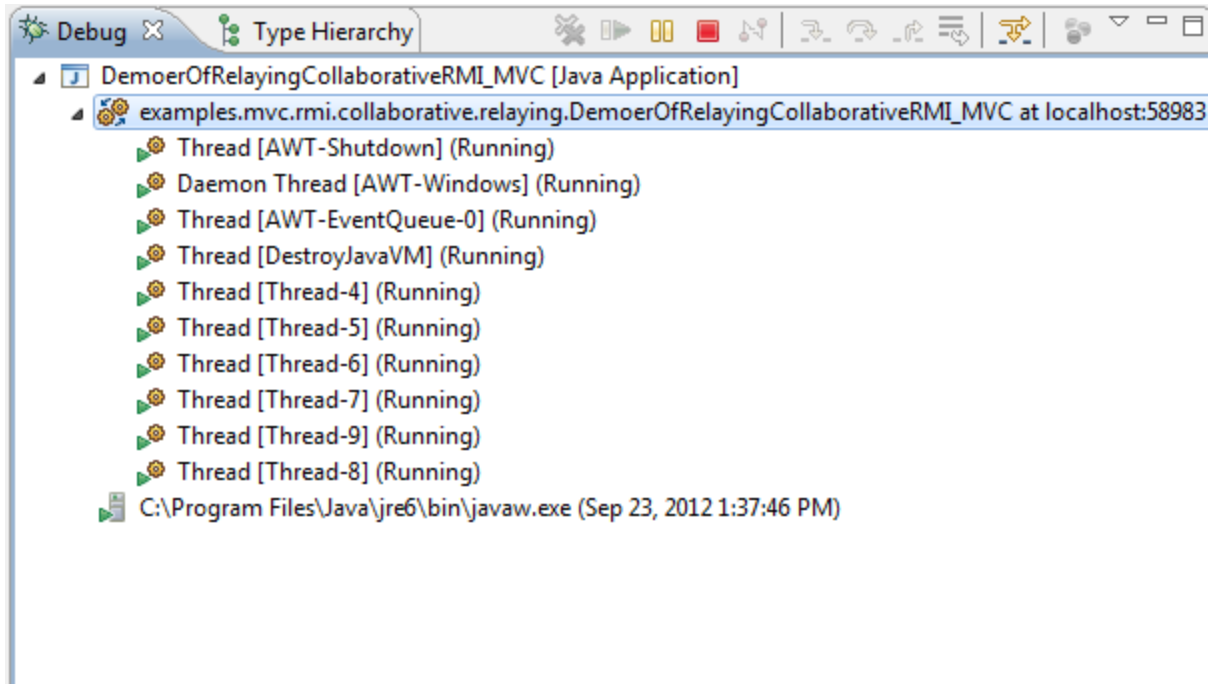 Debug Type Hierarchy
DemoerOfRelayingCollaborativeRMI_MVC [Java Application]
examples.mvc.rmi.collaborative.relaying.DemoerOfRelayingCollaborativeRMI_MVC at localhost:58983
Thread [AWT-Shutdown] (Running)
Daemon Thread [AWT-Windows] (Running)
Thread [AWT-EventQueue-0] (Running)
Thread [DestroyJavaVM] (Running)
Thread [Thread-4] (Running)
Thread [Thread-5] (Running)
Thread [Thread-6] (Running)
Thread [Thread-7] (Running)
Thread [Thread-9] (Running)
Thread [Thread-8] (Running)
C:\Program Files\Java\jre6\bin\javaw.exe (Sep 23, 2012 1:37:46 PM)